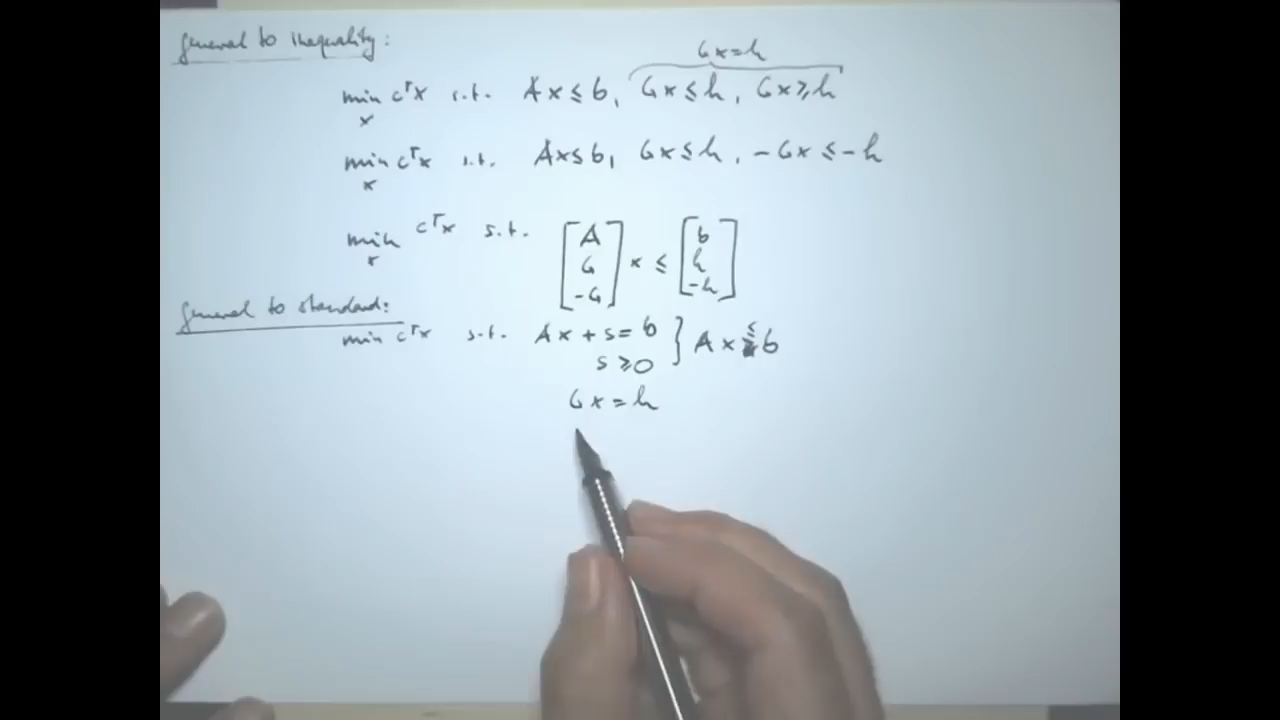 general to inequality:
Gx=h
min cᵀx s.t. Ax≤b, Gx≤h, Gx≥h
x
min cᵀx s.t. Ax≤b, Gx≤h, -Gx≤-h
x
min cᵀx s.t. [A G -G] x ≤ [b h -h]
x
general to standard:
min cᵀx s.t. Ax+s=b } Ax≤b
s≥0
Gx=h